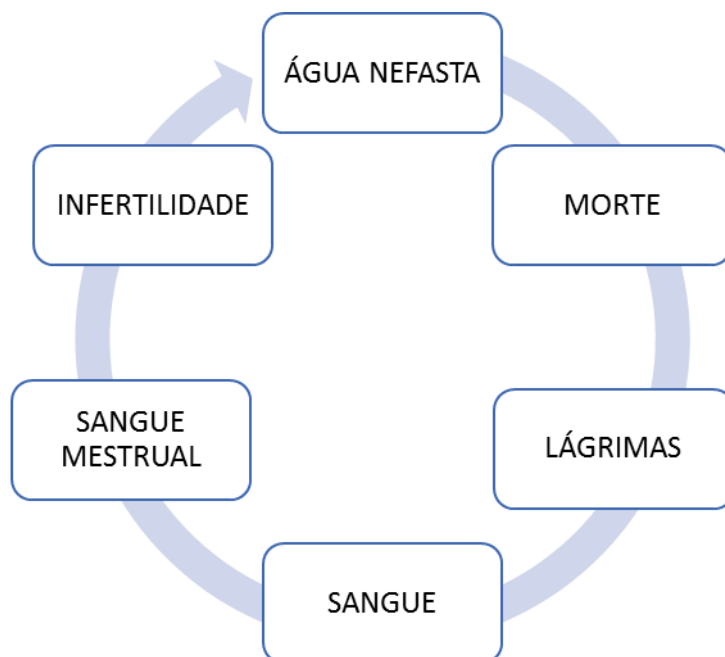 ÁGUA NEFASTA
MORTE
LÁGRIMAS
SANGUE
SANGUE
MESTRUAL
INFERTILIDADE